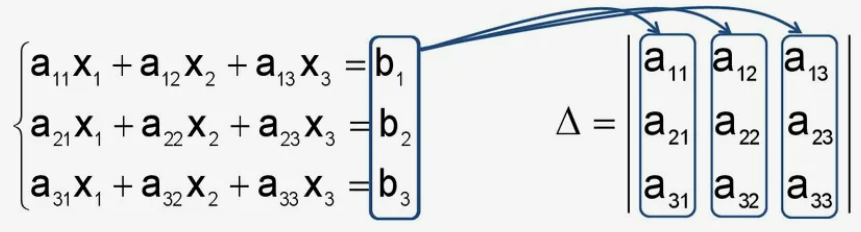 a₁₁x₁ + a₁₂x₂ + a₁₃x₃ = b₁
a₂₁x₁ + a₂₂x₂ + a₂₃x₃ = b₂
a₃₁x₁ + a₃₂x₂ + a₃₃x₃ = b₃
Δ =
a₁₁ a₁₂ a₁₃
a₂₁ a₂₂ a₂₃
a₃₁ a₃₂ a₃₃